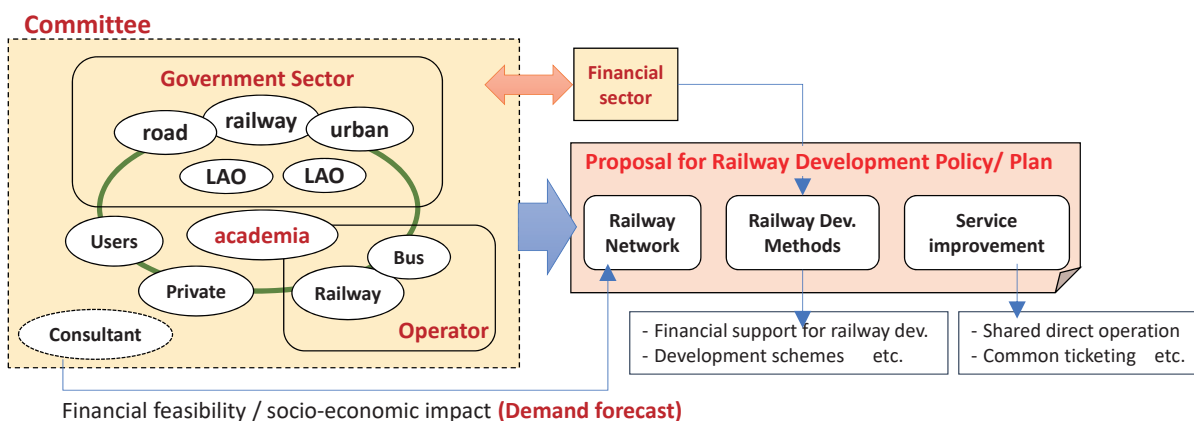 Committee
Government Sector
road
railway
urban
LAO
LAO
academia
Users
Bus
Private
Railway
Operator
Consultant
Financial
sector
Proposal for Railway Development Policy/ Plan
Railway
Network
Railway Dev.
Methods
Service
improvement
- Financial support for railway dev.
- Development schemes etc.
- Shared direct operation
- Common ticketing etc.
Financial feasibility / socio-economic impact (Demand forecast)